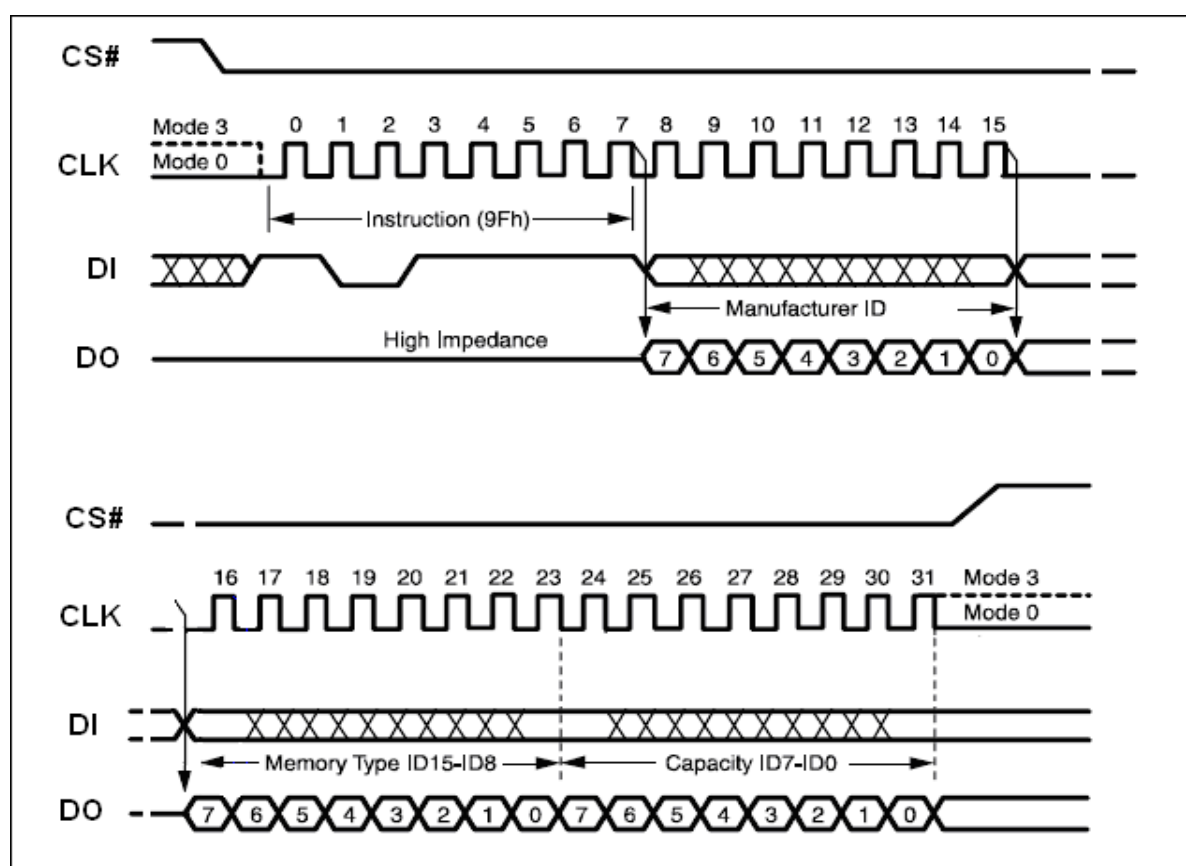 CS#
Mode 3
0 1 2 3 4 5 6 7 8 9 10 11 12 13 14 15
CLK
Mode 0
Instruction (9Fh)
DI
Manufacturer ID
High Impedance
DO
7 6 5 4 3 2 1 0
CS#
16 17 18 19 20 21 22 23 24 25 26 27 28 29 30 31
Mode 3
CLK
Mode 0
DI
Memory Type ID15-ID8
Capacity ID7-ID0
DO
7 6 5 4 3 2 1 0 7 6 5 4 3 2 1 0